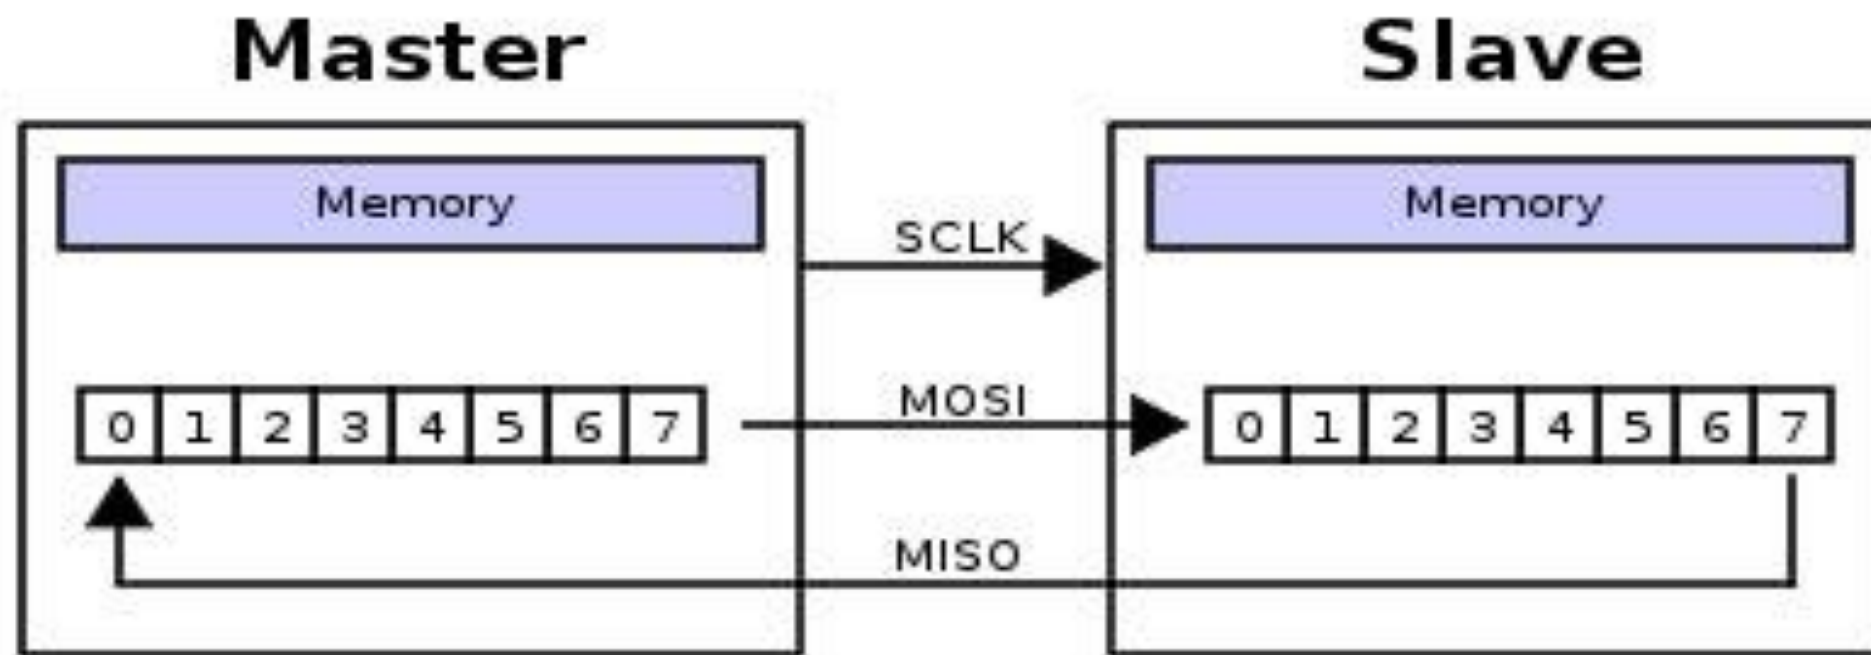 Master Slave
Memory Memory
SCLK
0 1 2 3 4 5 6 7 MOSI 0 1 2 3 4 5 6 7
MISO